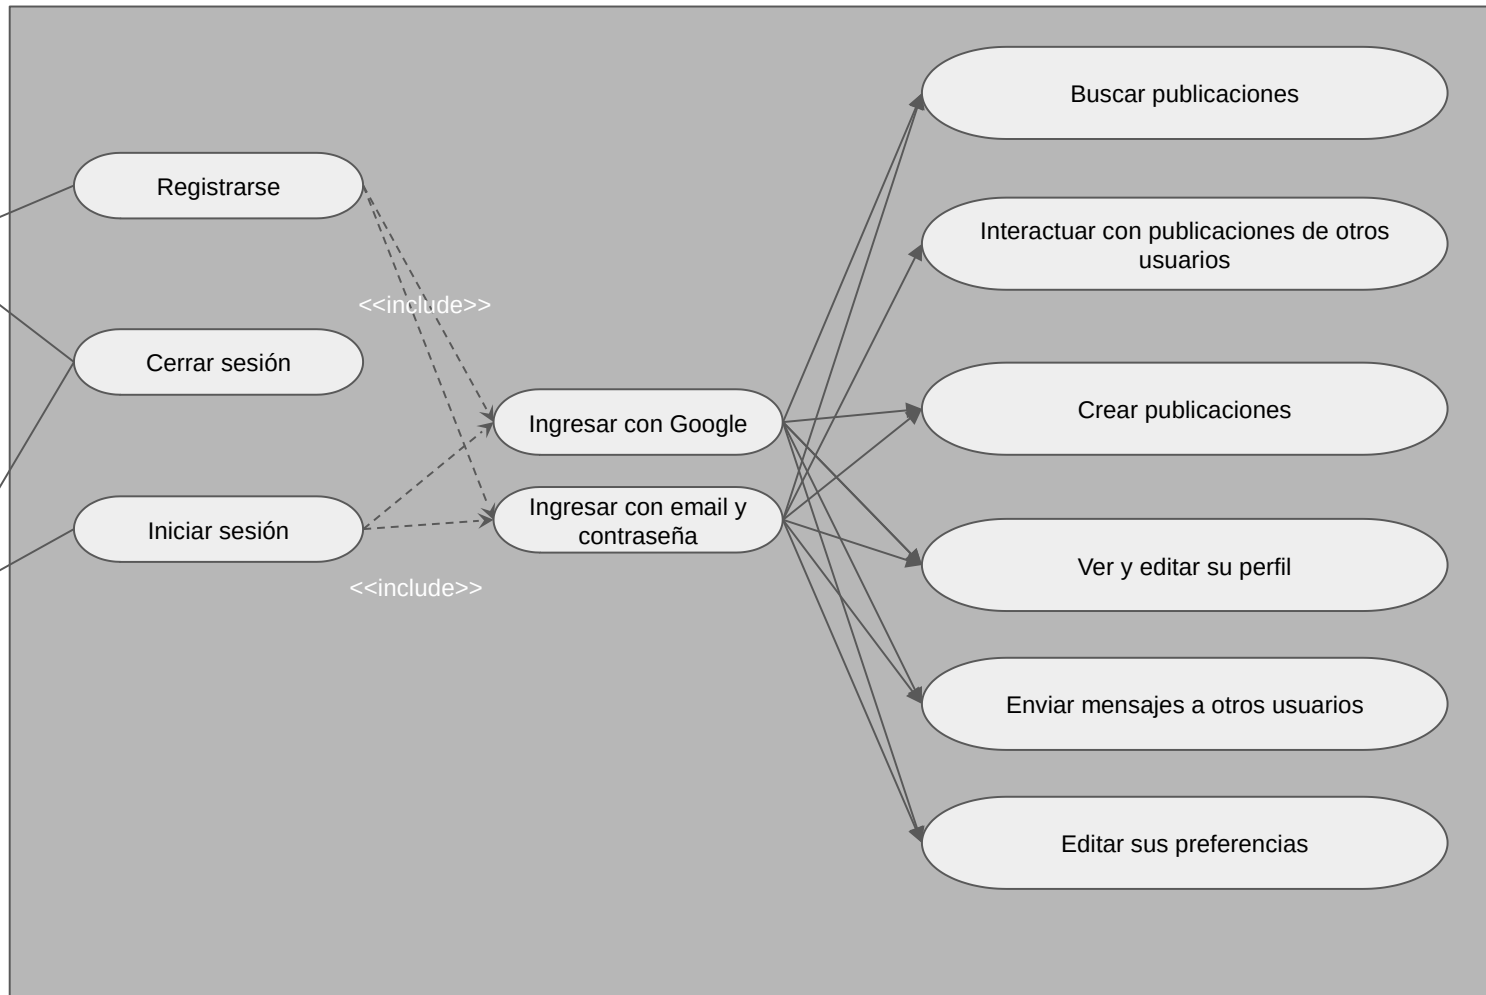 Buscar publicaciones
Registrarse
Interactuar con publicaciones de otros
usuarios
<<include>>
Cerrar sesión
Ingresar con Google
Crear publicaciones
Iniciar sesión
Ingresar con email y
contraseña
Ver y editar su perfil
<<include>>
Enviar mensajes a otros usuarios
Editar sus preferencias